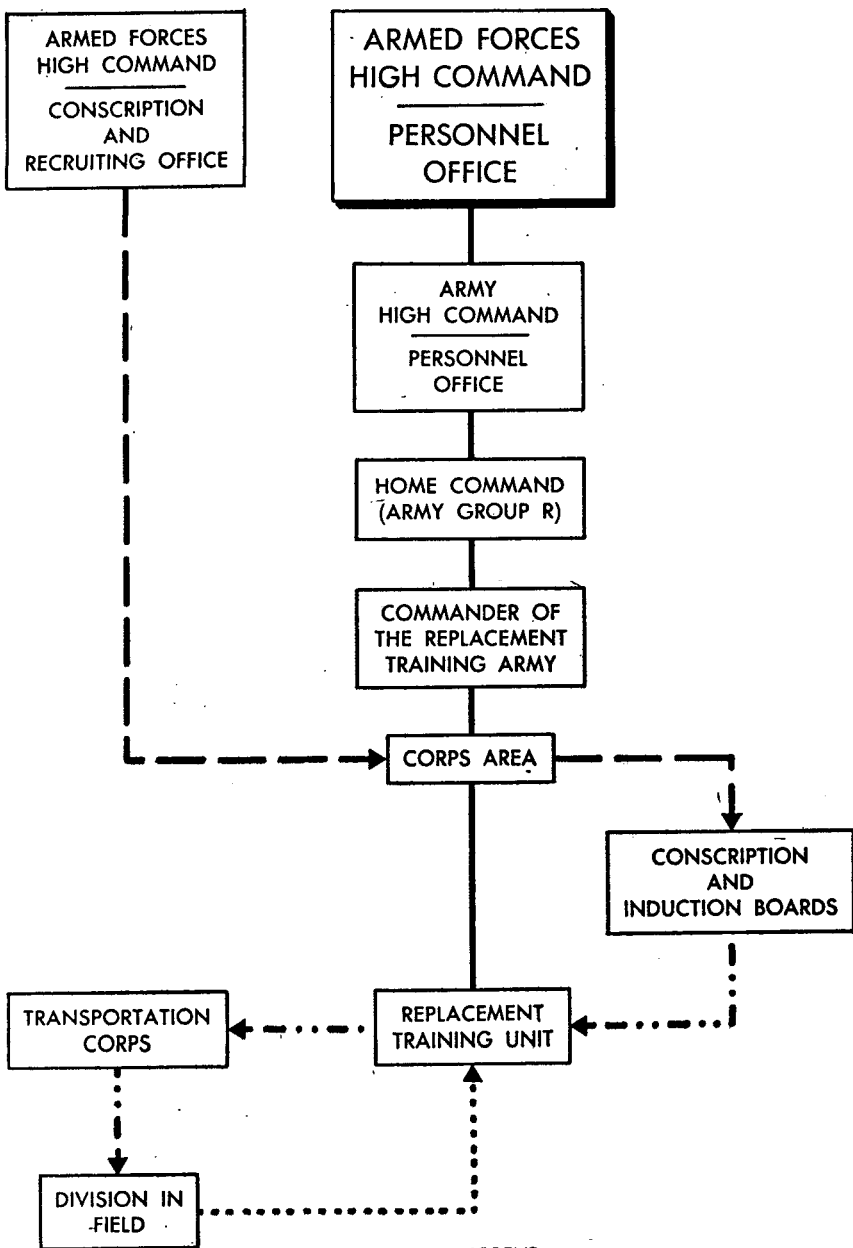 ARMED FORCES
HIGH COMMAND
CONSCRIPTION
AND
RECRUITING OFFICE
ARMED FORCES
HIGH COMMAND
PERSONNEL
OFFICE
ARMY
HIGH COMMAND
PERSONNEL
OFFICE
HOME COMMAND
(ARMY GROUP R)
COMMANDER OF
THE REPLACEMENT
TRAINING ARMY
CORPS AREA
CONSCRIPTION
AND
INDUCTION BOARDS
TRANSPORTATION
CORPS
REPLACEMENT
TRAINING UNIT
DIVISION IN
FIELD